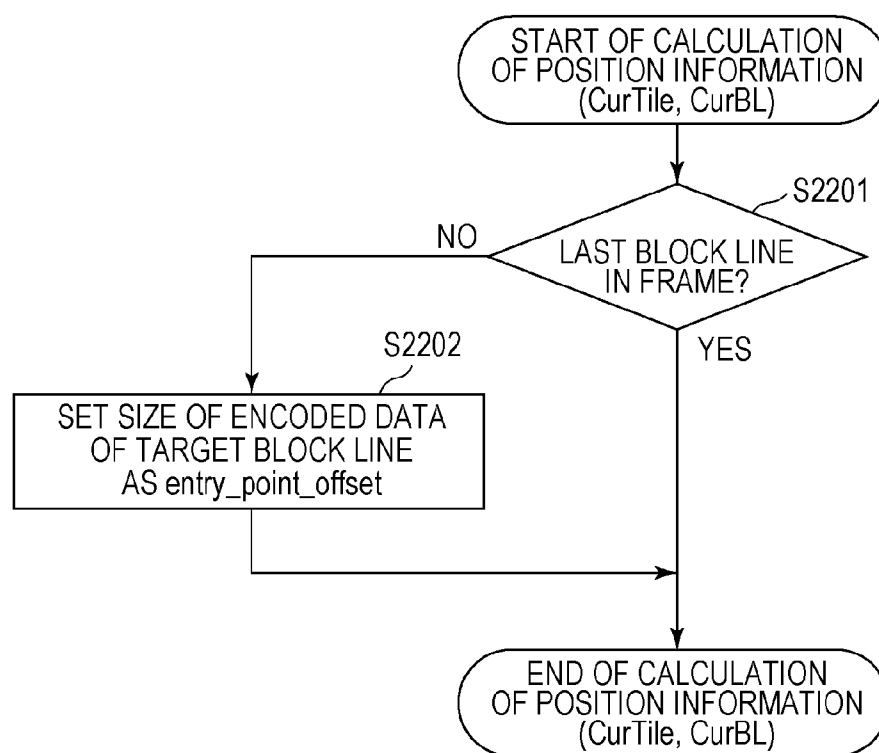 START OF CALCULATION
OF POSITION INFORMATION
(CurTile, CurBL)
S2201
LAST BLOCK LINE
IN FRAME?
NO
YES
S2202
SET SIZE OF ENCODED DATA
OF TARGET BLOCK LINE
AS entry_point_offset
END OF CALCULATION
OF POSITION INFORMATION
(CurTile, CurBL)